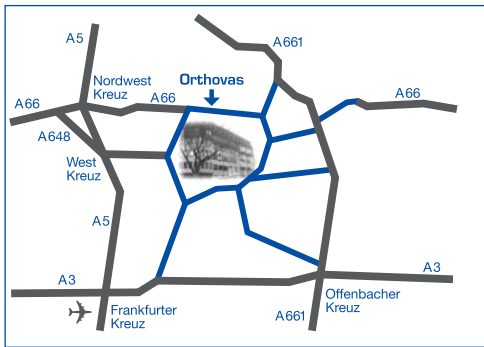 A5
A661
Nordwest
Kreuz
Orthovas
A66
A66
A66
A648
West
Kreuz
A5
A3
A3
Frankfurter
Kreuz
Offenbacher
Kreuz
A661